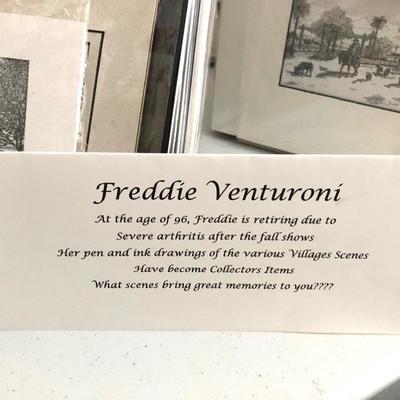 Freddie Venturoni
At the age of 96, Freddie is retiring due to
Severe arthritis after the fall shows
Her pen and ink drawings of the various Villages Scenes
Have become Collectors Items
What scenes bring great memories to you????